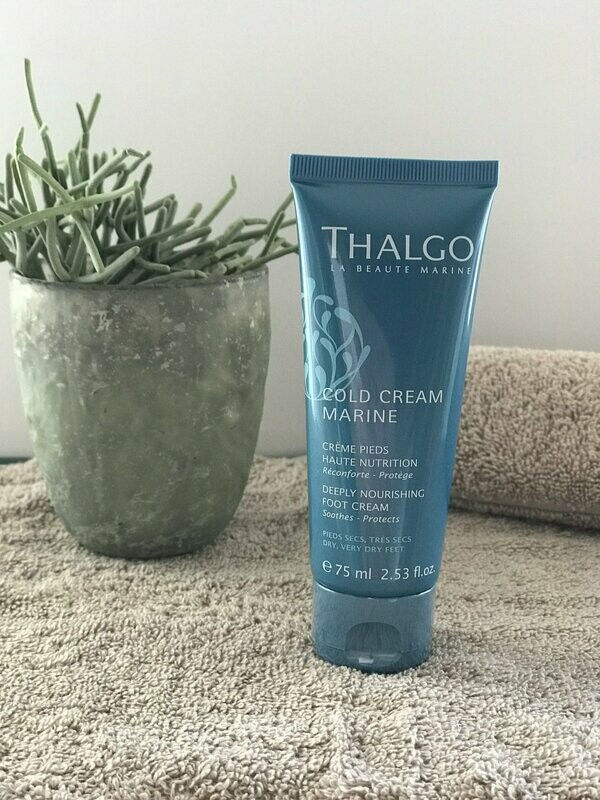 THALGO
LA BEAUTE MARINE
COLD CREAM
MARINE
CRÈME PIEDS
HAUTE NUTRITION
Réconforte - Protège
DEEPLY NOURISHING
FOOT CREAM
Soothes - Protects
PIEDS SECS, TRÈS SECS
DRY, VERY DRY FEET
e 75 ml 2.53 fl.oz.